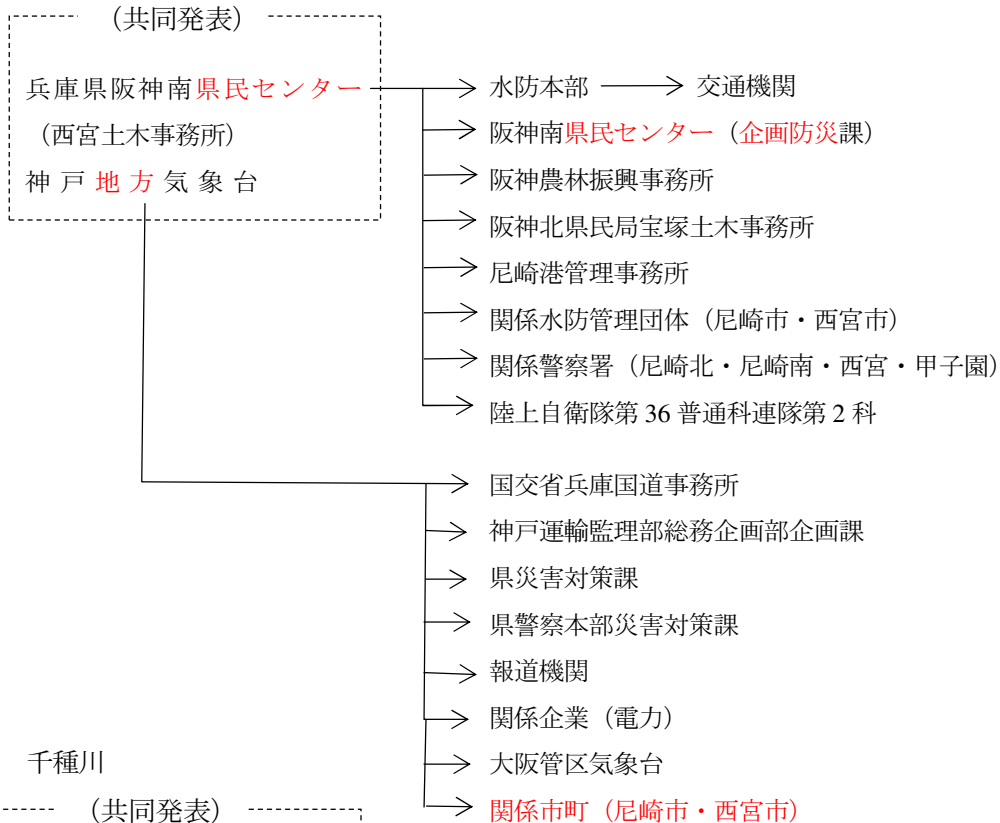 （共同発表）
兵庫県阪神南県民センター
（西宮土木事務所）
神戸地方気象台
水防本部
交通機関
阪神南県民センター（企画防災課）
阪神農林振興事務所
阪神北県民局宝塚土木事務所
尼崎港管理事務所
関係水防管理団体（尼崎市・西宮市）
関係警察署（尼崎北・尼崎南・西宮・甲子園）
陸上自衛隊第 36 普通科連隊第 2 科
国交省兵庫国道事務所
神戸運輸監理部総務企画部企画課
県災害対策課
県警察本部災害対策課
報道機関
関係企業（電力）
大阪管区気象台
関係市町（尼崎市・西宮市）
千種川
（共同発表）